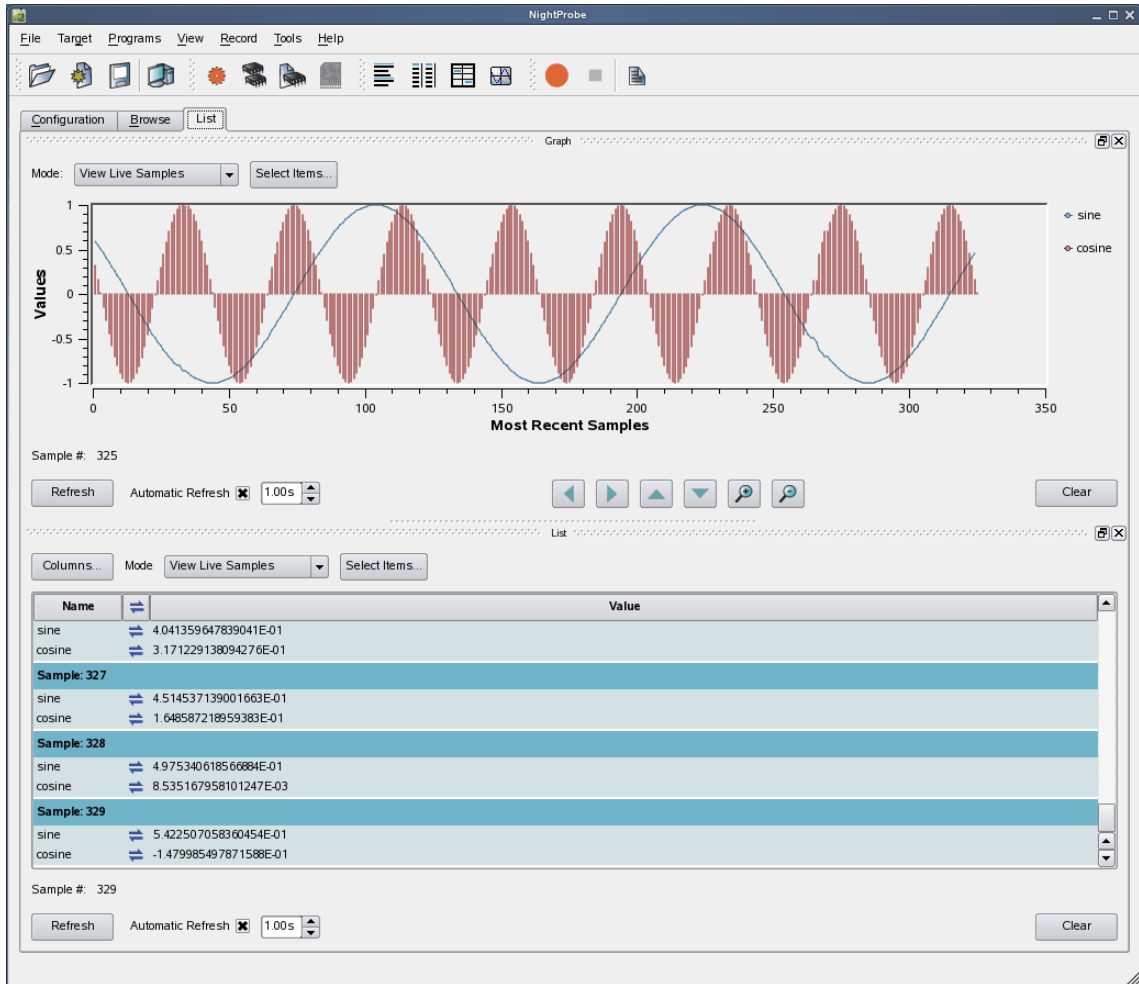 NightProbe
File Target Programs View Record Tools Help
Configuration Browse List
Graph
Mode: View Live Samples Select Items...
1
0.5
0
-0.5
-1
Values
sine
cosine
0 50 100 150 200 250 300 350
Most Recent Samples
Sample #: 325
Refresh Automatic Refresh 1.00s Clear
List
Columns... Mode View Live Samples Select Items...
Name Value
sine 4.041359647839041E-01
cosine 3.171229138094276E-01
Sample: 327
sine 4.514537139001663E-01
cosine 1.648587218959383E-01
Sample: 328
sine 4.975340618566884E-01
cosine 8.535167958101247E-03
Sample: 329
sine 5.422507058360454E-01
cosine -1.479985497871588E-01
Sample #: 329
Refresh Automatic Refresh 1.00s Clear